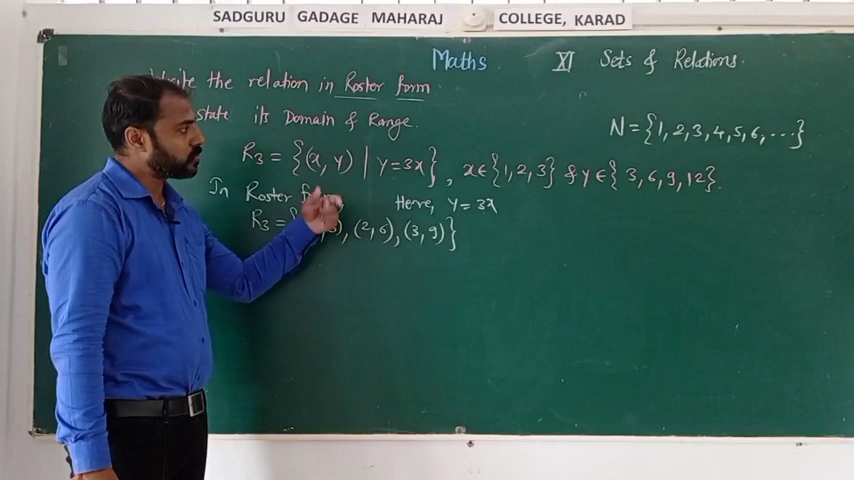 SADGURU GADAGE MAHARAJ COLLEGE, KARAD
Maths XI Sets & Relations.
the relation in Roster form
state its Domain & Range.
N = {1, 2, 3, 4, 5, 6, ...}
R₃ = {(x, y) | y = 3x}, x ∈ {1, 2, 3} & y ∈ {3, 6, 9, 12}.
In Roster
Here, y = 3x
R₃ = { , (2, 6), (3, 9)}